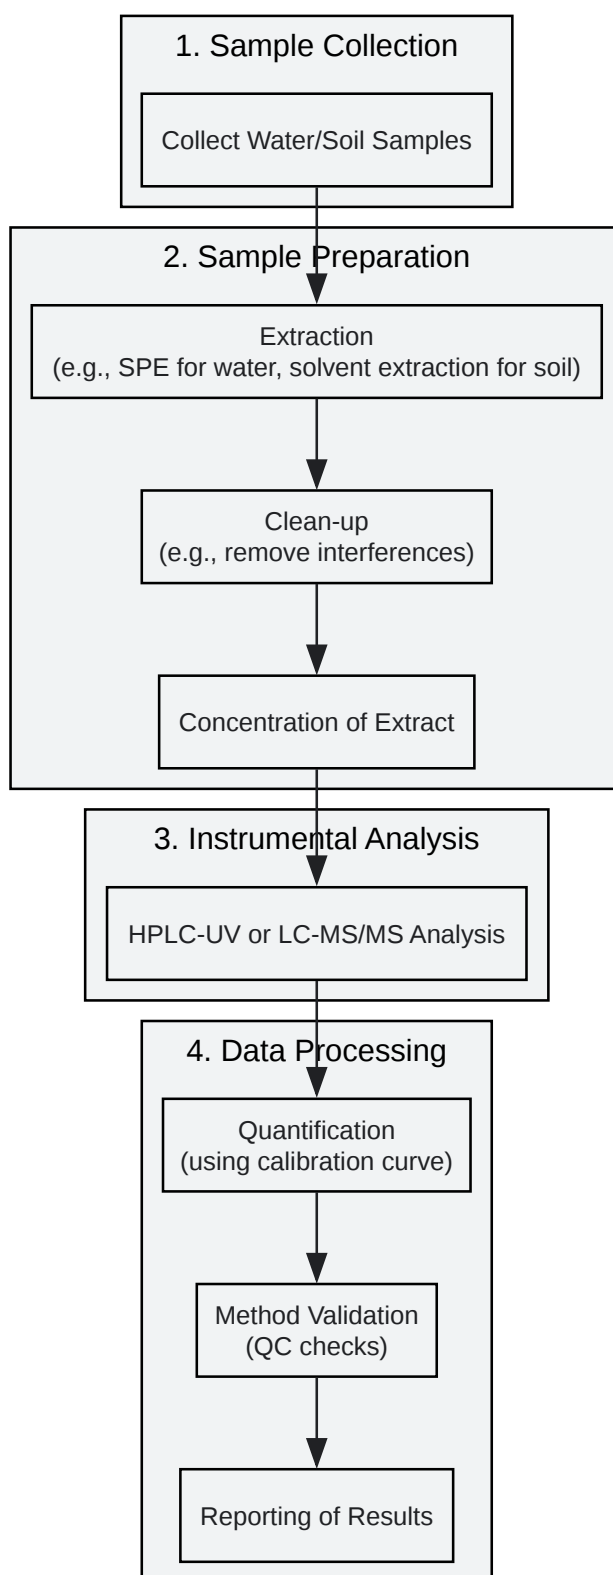 1. Sample Collection
Collect Water/Soil Samples
2. Sample Preparation
Extraction
(e.g., SPE for water, solvent extraction for soil)
Clean-up
(e.g., remove interferences)
Concentration of Extract
3. Instrumental Analysis
HPLC-UV or LC-MS/MS Analysis
4. Data Processing
Quantification
(using calibration curve)
Method Validation
(QC checks)
Reporting of Results